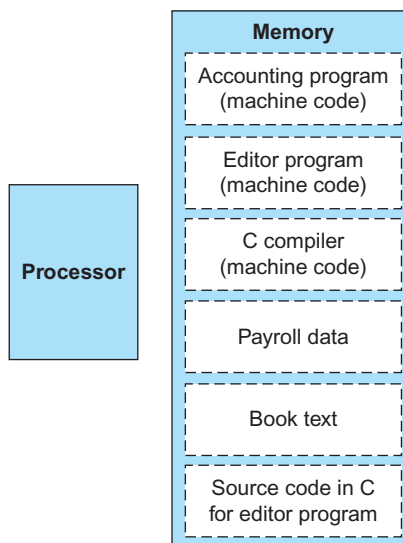 Memory
Accounting program
(machine code)
Editor program
(machine code)
C compiler
(machine code)
Processor
Payroll data
Book text
Source code in C
for editor program